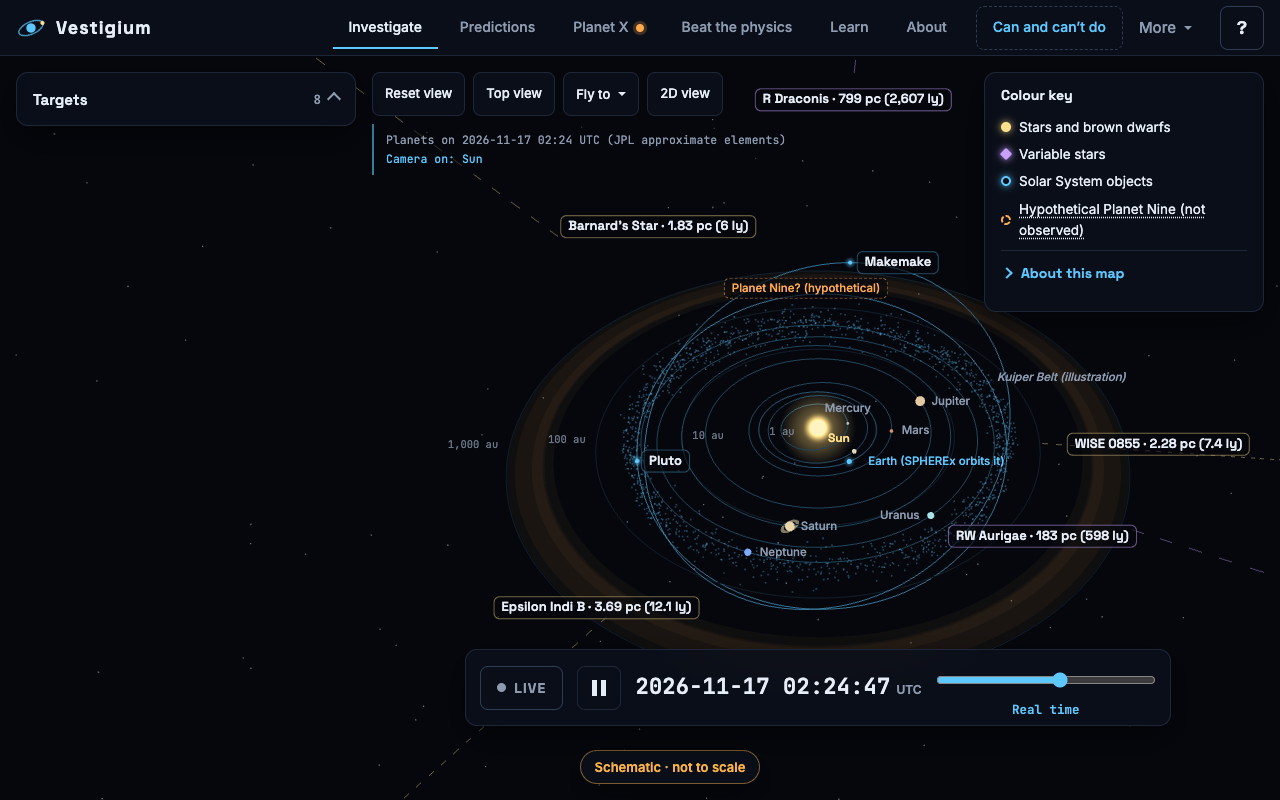 Vestigium
Investigate
Predictions
Planet X
Beat the physics
Learn
About
Can and can't do
More
?
Targets
8
Reset view
Top view
Fly to
2D view
Planets on 2026-11-17 02:24 UTC (JPL approximate elements)
Camera on: Sun
Colour key
Stars and brown dwarfs
Variable stars
Solar System objects
Hypothetical Planet Nine (not
observed)
About this map
R Draconis · 799 pc (2,607 ly)
Barnard's Star · 1.83 pc (6 ly)
Makemake
Planet Nine? (hypothetical)
Kuiper Belt (illustration)
Mercury
Jupiter
Mars
Sun
1 au
10 au
100 au
1,000 au
WISE 0855 · 2.28 pc (7.4 ly)
Pluto
Earth (SPHEREx orbits it)
Uranus
Saturn
RW Aurigae · 183 pc (598 ly)
Neptune
Epsilon Indi B · 3.69 pc (12.1 ly)
LIVE
2026-11-17 02:24:47 UTC
Real time
Schematic · not to scale